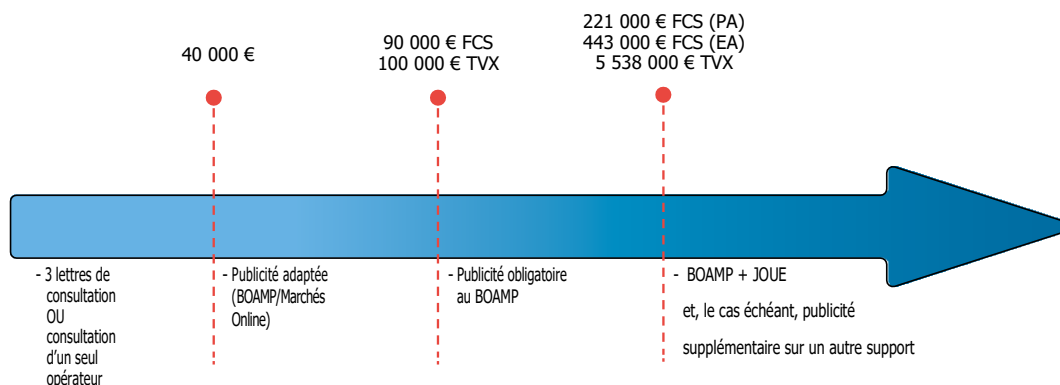 40 000 €
90 000 € FCS
100 000 € TVX
221 000 € FCS (PA)
443 000 € FCS (EA)
5 538 000 € TVX
- 3 lettres de
consultation
OU
consultation
d'un seul
opérateur
- Publicité adaptée
(BOAMP/Marchés
Online)
- Publicité obligatoire
au BOAMP
- BOAMP + JOUE
et, le cas échéant, publicité
supplémentaire sur un autre support